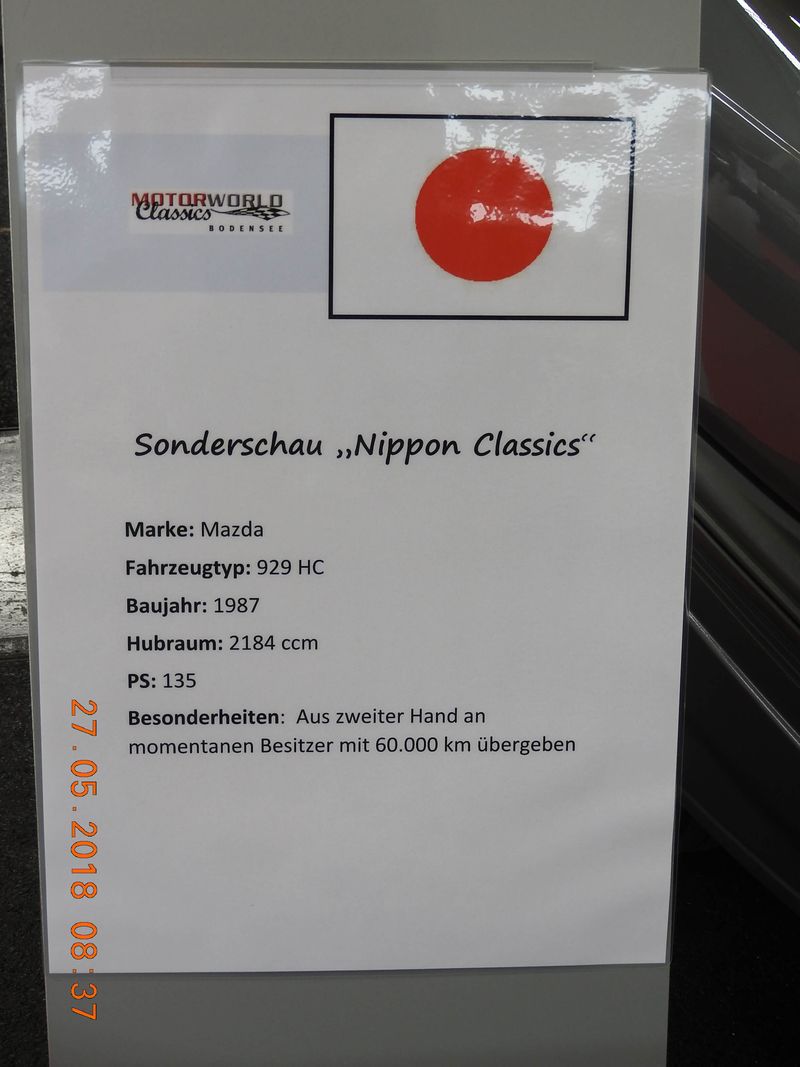 MOTORWORLD
Classics
BODENSEE
Sonderschau „Nippon Classics“
Marke: Mazda
Fahrzeugtyp: 929 HC
Baujahr: 1987
Hubraum: 2184 ccm
PS: 135
Besonderheiten: Aus zweiter Hand an
momentanen Besitzer mit 60.000 km übergeben
27.05.2018 08:37